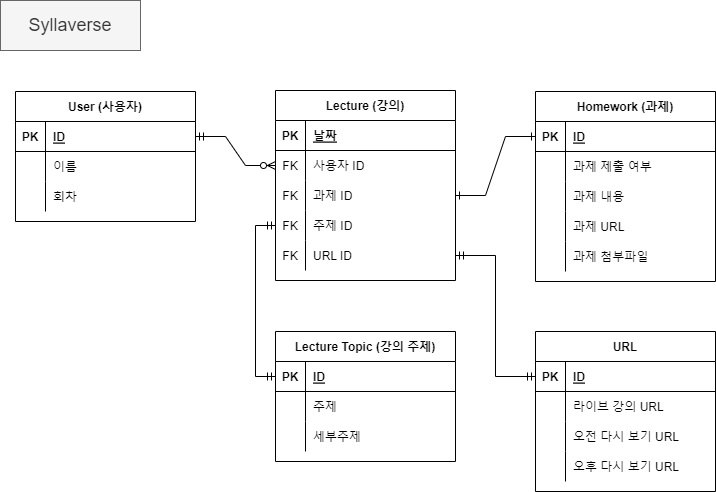 Syllaverse
User (사용자)
PK ID
이름
회차
Lecture (강의)
PK 날짜
FK 사용자 ID
FK 과제 ID
FK 주제 ID
FK URL ID
Homework (과제)
PK ID
과제 제출 여부
과제 내용
과제 URL
과제 첨부파일
Lecture Topic (강의 주제)
PK ID
주제
세부주제
URL
PK ID
라이브 강의 URL
오전 다시 보기 URL
오후 다시 보기 URL